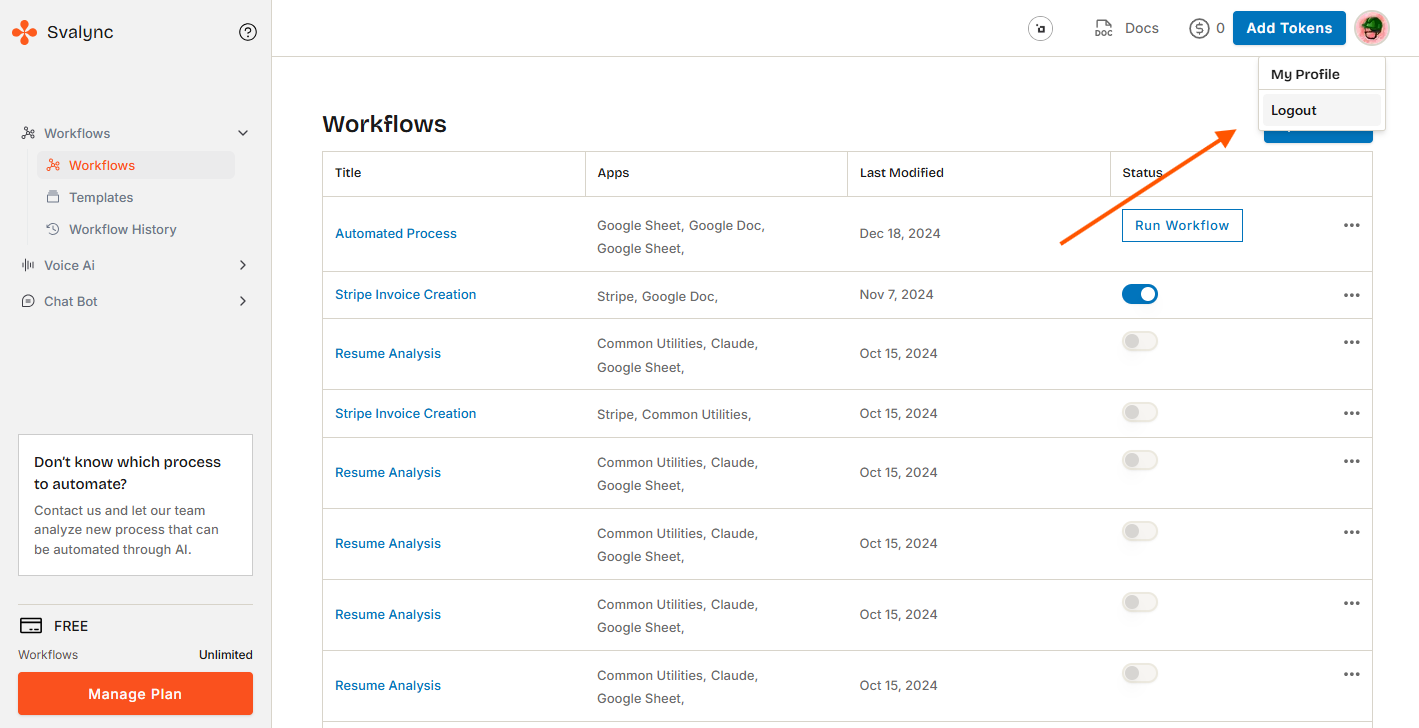 Svalync
DOC Docs
0
Add Tokens
My Profile
Logout
Workflows
Workflows
Templates
Workflow History
Voice Ai
Chat Bot
Don't know which process
to automate?
Contact us and let our team
analyze new process that can
be automated through AI.
FREE
Workflows Unlimited
Manage Plan
Workflows
Title Apps Last Modified Status
Automated Process Google Sheet, Google Doc,
Google Sheet, Dec 18, 2024 Run Workflow
Stripe Invoice Creation Stripe, Google Doc, Nov 7, 2024
Resume Analysis Common Utilities, Claude,
Google Sheet, Oct 15, 2024
Stripe Invoice Creation Stripe, Common Utilities, Oct 15, 2024
Resume Analysis Common Utilities, Claude,
Google Sheet, Oct 15, 2024
Resume Analysis Common Utilities, Claude,
Google Sheet, Oct 15, 2024
Resume Analysis Common Utilities, Claude,
Google Sheet, Oct 15, 2024
Resume Analysis Common Utilities, Claude,
Google Sheet, Oct 15, 2024